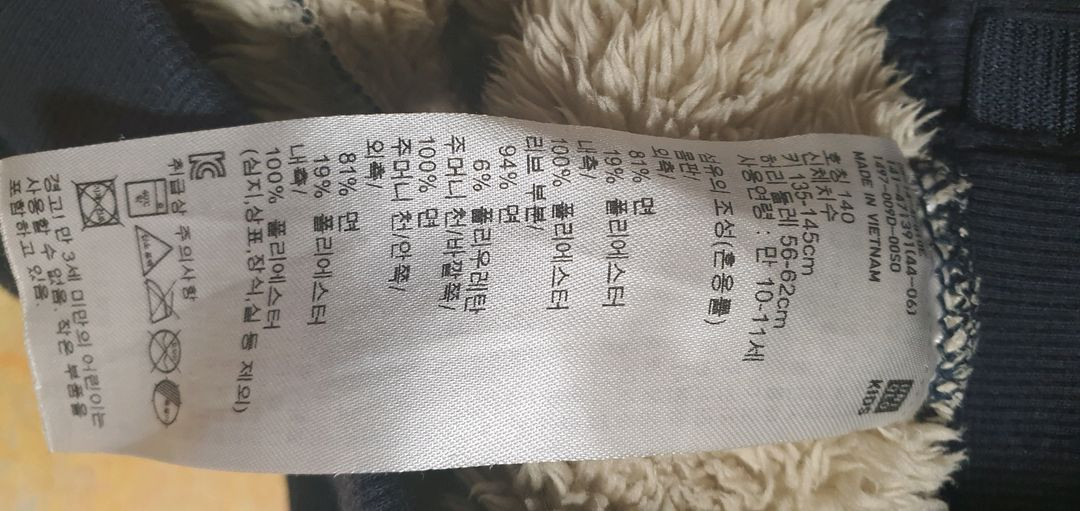 KIDS
341-471391(44-06)
1497-009D-00SO
MADE IN VIETNAM
호칭 140
신체치수
키 135-145cm
허리 둘레 56-62cm
사용연령 : 만 10-11세
섬유의 조성(혼용률)
몸판/
외측/
81% 면
19% 폴리에스터
내측/
100% 폴리에스터
리브 부분/
94% 면
6% 폴리우레탄
주머니 천/바깥쪽/
100% 면
주머니 천/안쪽/
외측/
81% 면
19% 폴리에스터
내측/
100% 폴리에스터
(심지,상표,장식,실 등 제외)
취급상 주의사항
경고! 만 3세 미만의 어린이는
사용할 수 없음. 작은 부품을
포함하고 있음.